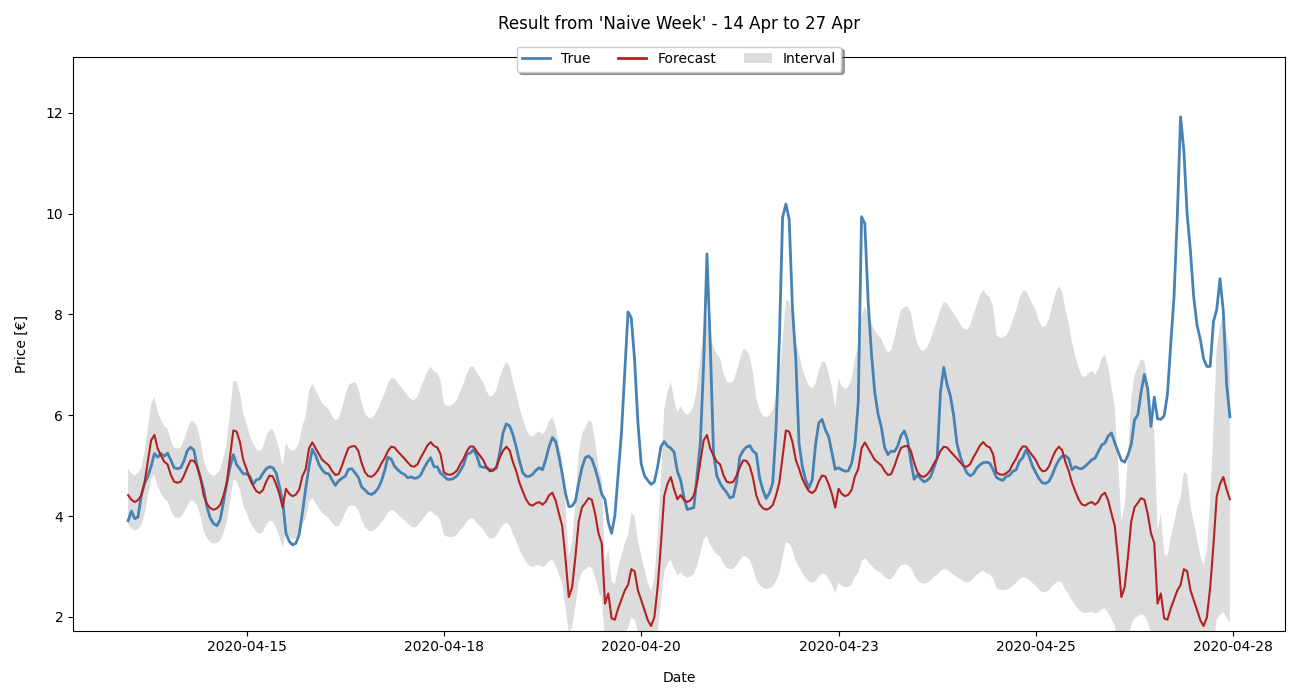 Result from 'Naive Week' - 14 Apr to 27 Apr
True Forecast Interval
Price [€]
12
10
8
6
4
2
2020-04-15 2020-04-18 2020-04-20 2020-04-23 2020-04-25 2020-04-28
Date